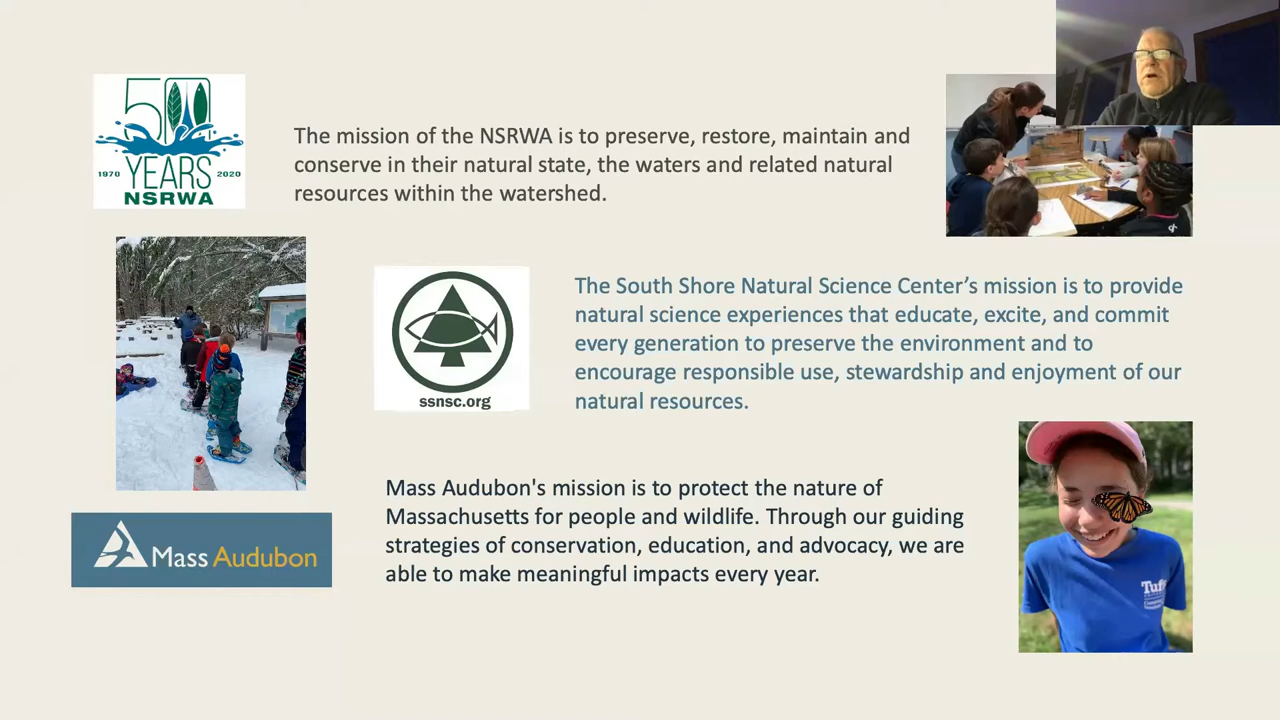 50
YEARS
1970 2020
NSRWA
The mission of the NSRWA is to preserve, restore, maintain and
conserve in their natural state, the waters and related natural
resources within the watershed.
ssnsc.org
The South Shore Natural Science Center’s mission is to provide
natural science experiences that educate, excite, and commit
every generation to preserve the environment and to
encourage responsible use, stewardship and enjoyment of our
natural resources.
Mass Audubon
Mass Audubon's mission is to protect the nature of
Massachusetts for people and wildlife. Through our guiding
strategies of conservation, education, and advocacy, we are
able to make meaningful impacts every year.